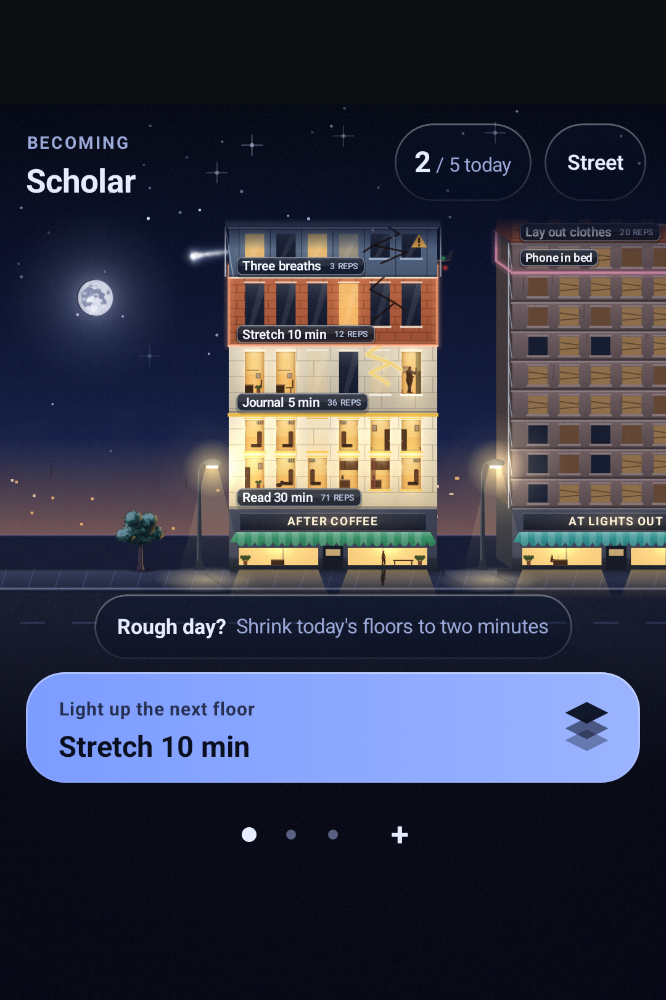 BECOMING
Scholar
2 / 5 today
Street
Lay out clothes 20 REPS
Phone in bed
Three breaths 3 REPS
Stretch 10 min 12 REPS
Journal 5 min 36 REPS
Read 30 min 71 REPS
AFTER COFFEE
AT LIGHTS OUT
Rough day? Shrink today's floors to two minutes
Light up the next floor
Stretch 10 min
+